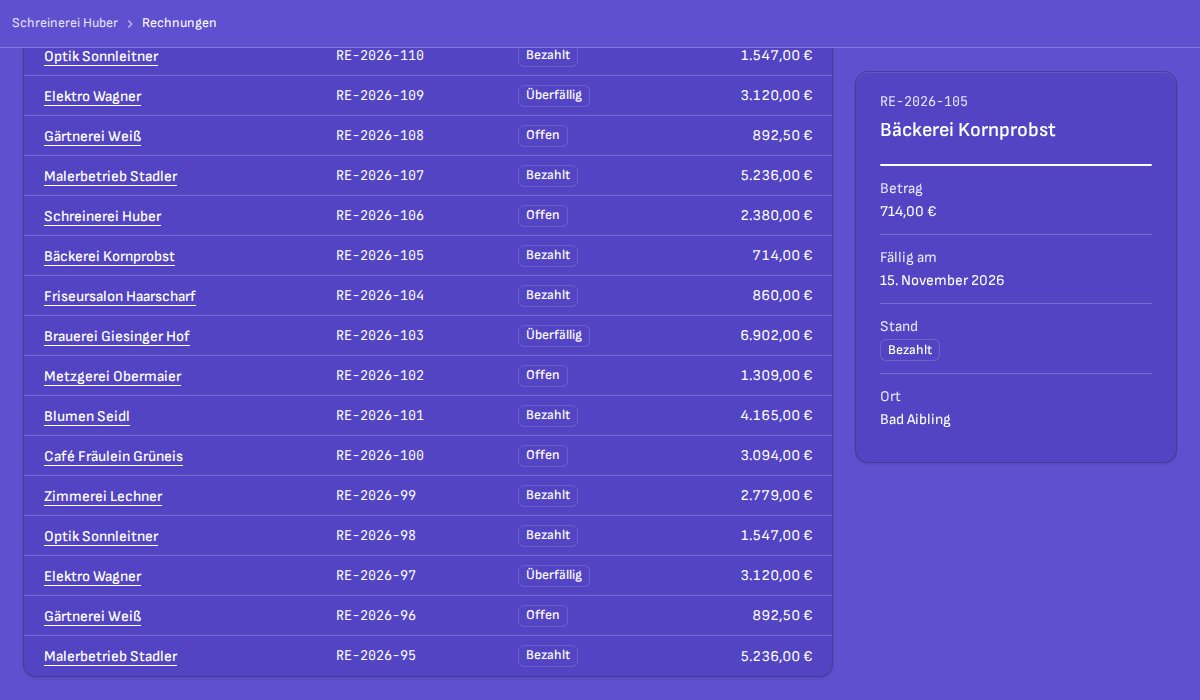 Schreinerei Huber > Rechnungen
Optik Sonnleitner RE-2026-110 Bezahlt 1.547,00 €
Elektro Wagner RE-2026-109 Überfällig 3.120,00 €
Gärtnerei Weiß RE-2026-108 Offen 892,50 €
Malerbetrieb Stadler RE-2026-107 Bezahlt 5.236,00 €
Schreinerei Huber RE-2026-106 Offen 2.380,00 €
Bäckerei Kornprobst RE-2026-105 Bezahlt 714,00 €
Friseursalon Haarscharf RE-2026-104 Bezahlt 860,00 €
Brauerei Giesinger Hof RE-2026-103 Überfällig 6.902,00 €
Metzgerei Obermaier RE-2026-102 Offen 1.309,00 €
Blumen Seidl RE-2026-101 Bezahlt 4.165,00 €
Café Fräulein Grüneis RE-2026-100 Offen 3.094,00 €
Zimmerei Lechner RE-2026-99 Bezahlt 2.779,00 €
Optik Sonnleitner RE-2026-98 Bezahlt 1.547,00 €
Elektro Wagner RE-2026-97 Überfällig 3.120,00 €
Gärtnerei Weiß RE-2026-96 Offen 892,50 €
Malerbetrieb Stadler RE-2026-95 Bezahlt 5.236,00 €
RE-2026-105
Bäckerei Kornprobst
Betrag
714,00 €
Fällig am
15. November 2026
Stand
Bezahlt
Ort
Bad Aibling